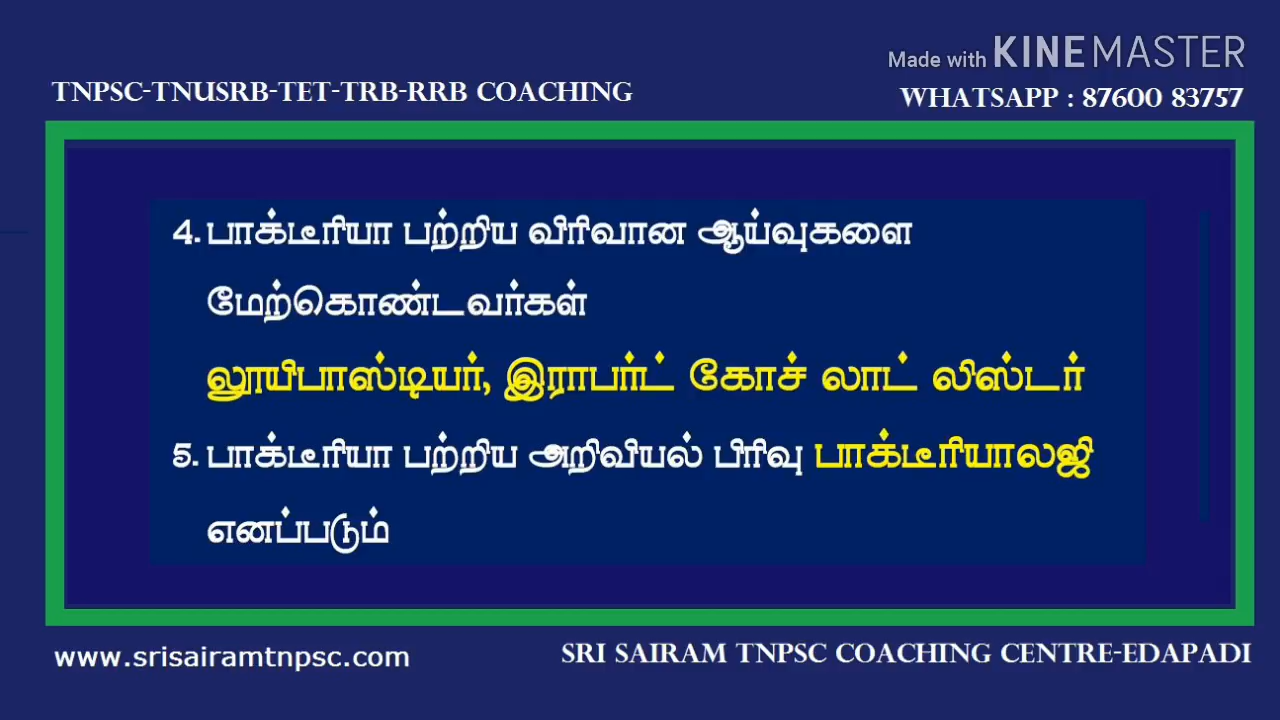 Made with KINEMASTER
TNPSC-TNUSRB-TET-TRB-RRB COACHING
WHATSAPP : 87600 83757
4. பாக்டீரியா பற்றிய விரிவான ஆய்வுகளை
மேற்கொண்டவர்கள்
லூயிபாஸ்டியர், இராபர்ட் கோச் லாட் லிஸ்டர்
5. பாக்டீரியா பற்றிய அறிவியல் பிரிவு பாக்டீரியாலஜி
எனப்படும்
www.srisairamtnpsc.com
SRI SAIRAM TNPSC COACHING CENTRE-EDAPADI